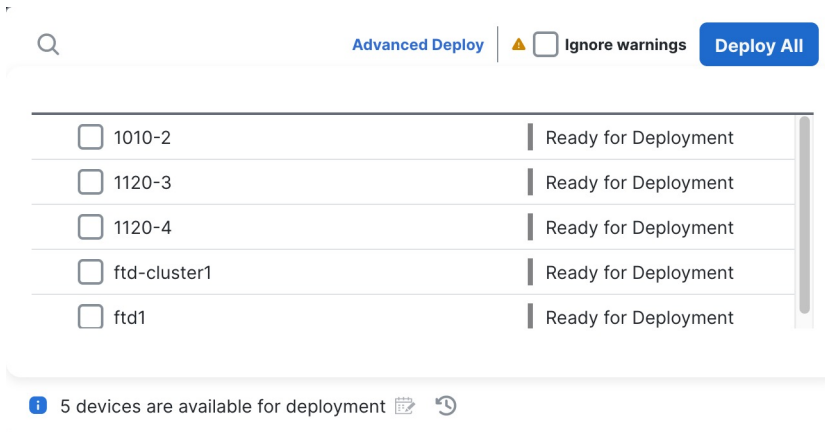 Advanced Deploy Ignore warnings Deploy All
1010-2 Ready for Deployment
1120-3 Ready for Deployment
1120-4 Ready for Deployment
ftd-cluster1 Ready for Deployment
ftd1 Ready for Deployment
5 devices are available for deployment